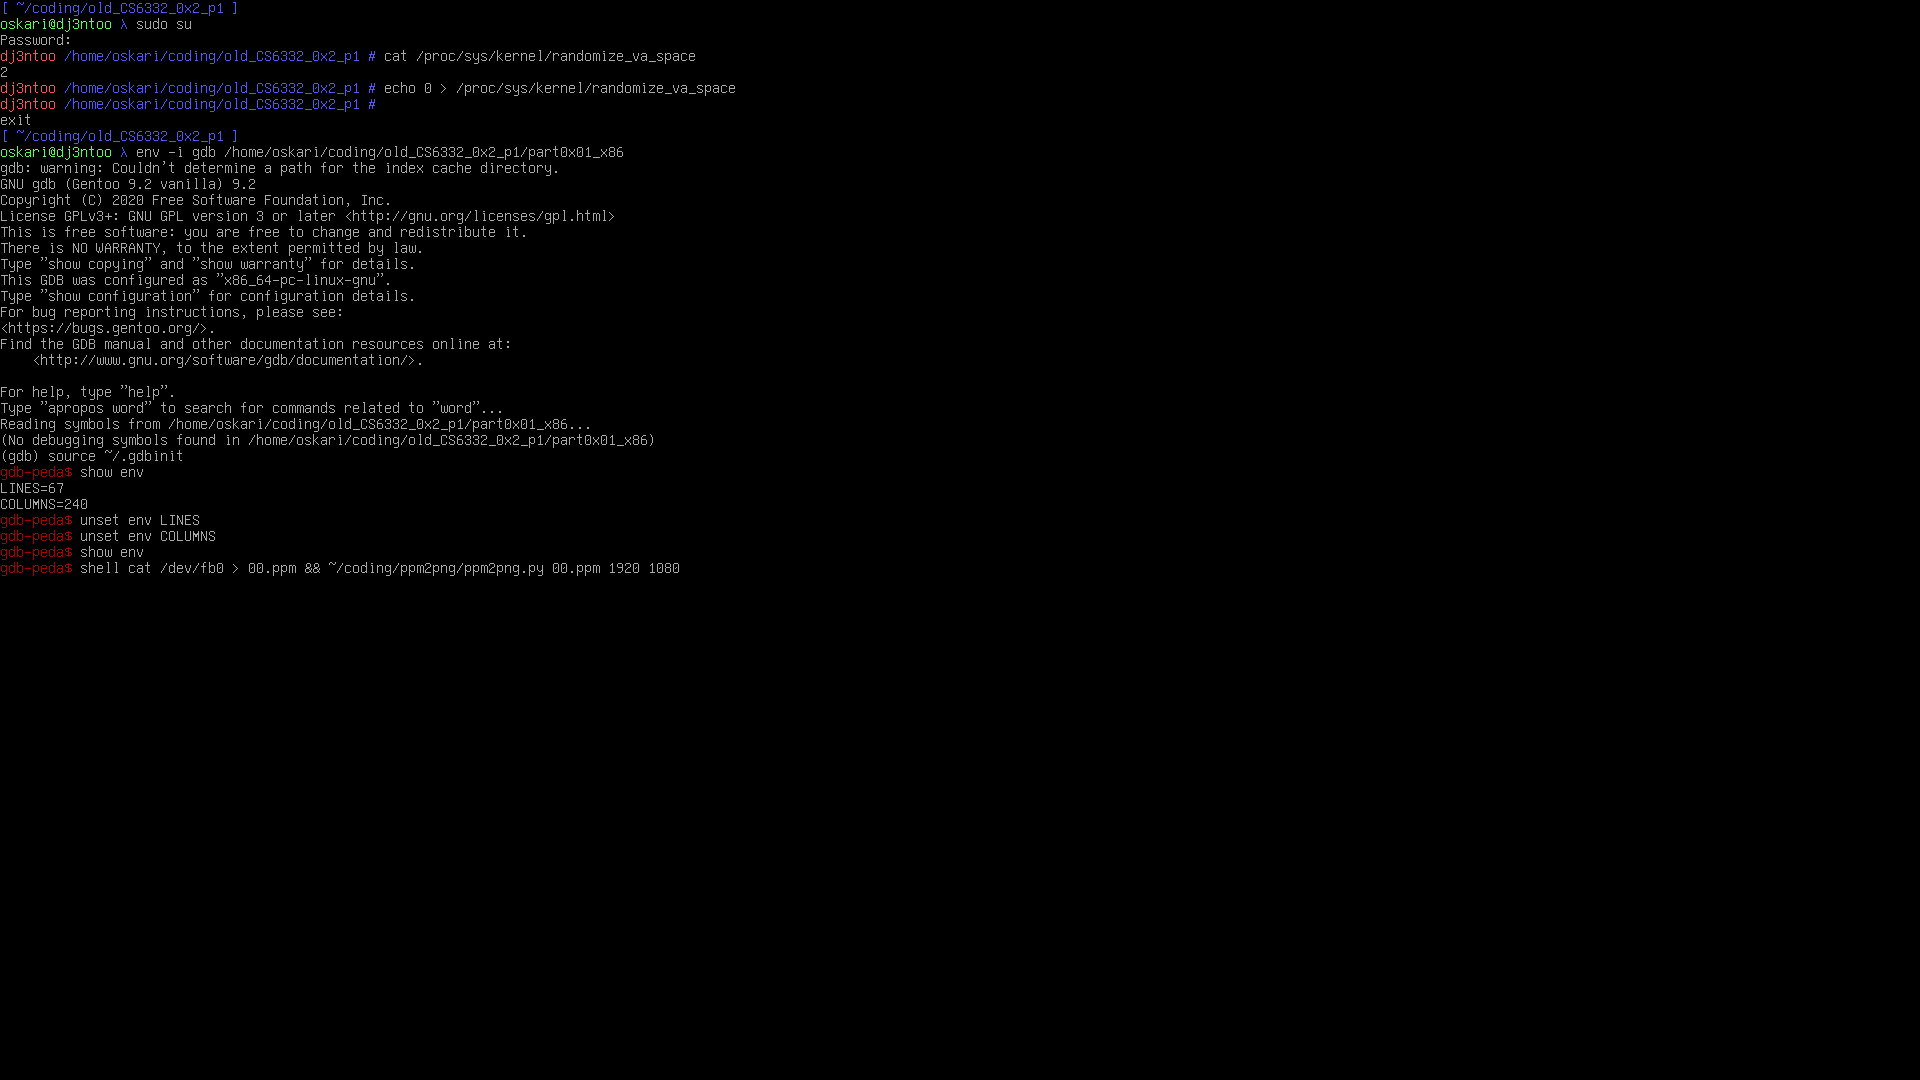 [ ~/coding/old_CS6332_0x2_p1 ]
oskari@dj3ntoo λ sudo su
Password:
dj3ntoo /home/oskari/coding/old_CS6332_0x2_p1 # cat /proc/sys/kernel/randomize_va_space
2
dj3ntoo /home/oskari/coding/old_CS6332_0x2_p1 # echo 0 > /proc/sys/kernel/randomize_va_space
dj3ntoo /home/oskari/coding/old_CS6332_0x2_p1 #
exit
[ ~/coding/old_CS6332_0x2_p1 ]
oskari@dj3ntoo λ env -i gdb /home/oskari/coding/old_CS6332_0x2_p1/part0x01_x86
gdb: warning: Couldn't determine a path for the index cache directory.
GNU gdb (Gentoo 9.2 vanilla) 9.2
Copyright (C) 2020 Free Software Foundation, Inc.
License GPLv3+: GNU GPL version 3 or later <http://gnu.org/licenses/gpl.html>
This is free software: you are free to change and redistribute it.
There is NO WARRANTY, to the extent permitted by law.
Type "show copying" and "show warranty" for details.
This GDB was configured as "x86_64-pc-linux-gnu".
Type "show configuration" for configuration details.
For bug reporting instructions, please see:
<https://bugs.gentoo.org/>.
Find the GDB manual and other documentation resources online at:
    <http://www.gnu.org/software/gdb/documentation/>.

For help, type "help".
Type "apropos word" to search for commands related to "word"...
Reading symbols from /home/oskari/coding/old_CS6332_0x2_p1/part0x01_x86...
(No debugging symbols found in /home/oskari/coding/old_CS6332_0x2_p1/part0x01_x86)
(gdb) source ~/.gdbinit
gdb-peda$ show env
LINES=67
COLUMNS=240
gdb-peda$ unset env LINES
gdb-peda$ unset env COLUMNS
gdb-peda$ show env
gdb-peda$ shell cat /dev/fb0 > 00.ppm && ~/coding/ppm2png/ppm2png.py 00.ppm 1920 1080